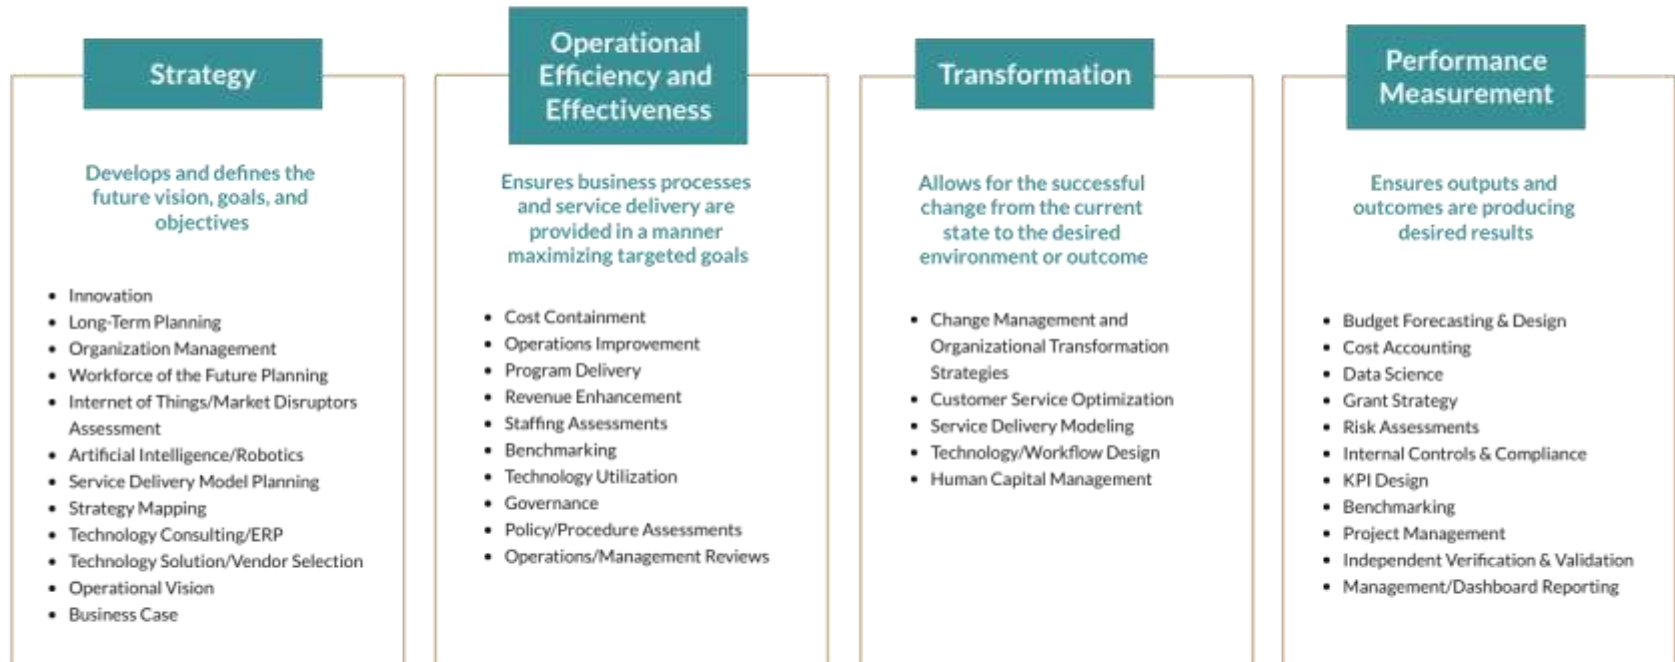 Strategy
Develops and defines the
future vision, goals, and
objectives
• Innovation
• Long-Term Planning
• Organization Management
• Workforce of the Future Planning
• Internet of Things/Market Disruptors
Assessment
• Artificial Intelligence/Robotics
• Service Delivery Model Planning
• Strategy Mapping
• Technology Consulting/ERP
• Technology Solution/Vendor Selection
• Operational Vision
• Business Case
Operational
Efficiency and
Effectiveness
Ensures business processes
and service delivery are
provided in a manner
maximizing targeted goals
• Cost Containment
• Operations Improvement
• Program Delivery
• Revenue Enhancement
• Staffing Assessments
• Benchmarking
• Technology Utilization
• Governance
• Policy/Procedure Assessments
• Operations/Management Reviews
Transformation
Allows for the successful
change from the current
state to the desired
environment or outcome
• Change Management and
Organizational Transformation
Strategies
• Customer Service Optimization
• Service Delivery Modeling
• Technology/Workflow Design
• Human Capital Management
Performance
Measurement
Ensures outputs and
outcomes are producing
desired results
• Budget Forecasting & Design
• Cost Accounting
• Data Science
• Grant Strategy
• Risk Assessments
• Internal Controls & Compliance
• KPI Design
• Benchmarking
• Project Management
• Independent Verification & Validation
• Management/Dashboard Reporting